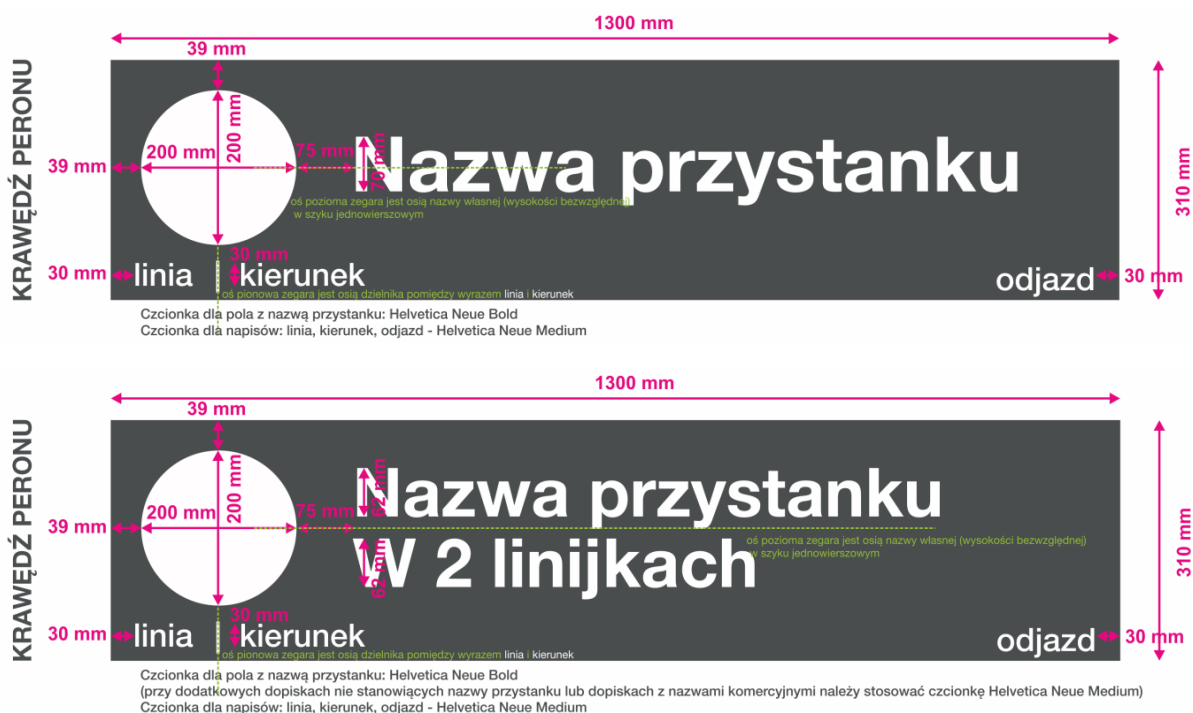 1300 mm
39 mm
KRAWĘDŹ PERONU
39 mm
200 mm
200 mm
75 mm
70 mm
Nazwa przystanku
310 mm
oś pozioma zegara jest osią nazwy własnej (wysokości bezwzględnej)
w szyku jednowierszowym
30 mm
30 mm linia kierunek odjazd 30 mm
oś pionowa zegara jest osią dzielnika pomiędzy wyrazem linia i kierunek
Czcionka dla pola z nazwą przystanku: Helvetica Neue Bold
Czcionka dla napisów: linia, kierunek, odjazd - Helvetica Neue Medium
1300 mm
39 mm
KRAWĘDŹ PERONU
39 mm
200 mm
200 mm
75 mm
62 mm
Nazwa przystanku
310 mm
62 mm
W 2 linijkach
oś pozioma zegara jest osią nazwy własnej (wysokości bezwzględnej)
w szyku jednowierszowym
30 mm
30 mm linia kierunek odjazd 30 mm
oś pionowa zegara jest osią dzielnika pomiędzy wyrazem linia i kierunek
Czcionka dla pola z nazwą przystanku: Helvetica Neue Bold
(przy dodatkowych dopiskach nie stanowiących nazwy przystanku lub dopiskach z nazwami komercyjnymi należy stosować czcionkę Helvetica Neue Medium)
Czcionka dla napisów: linia, kierunek, odjazd - Helvetica Neue Medium